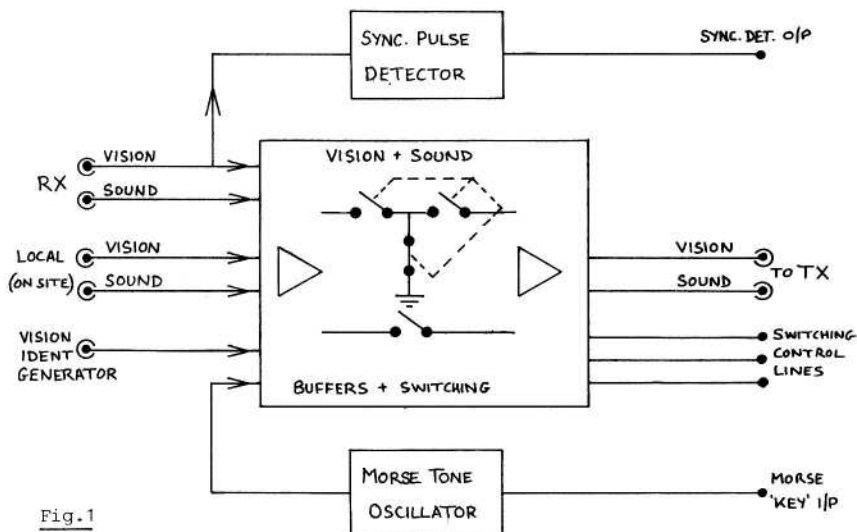 SYNC. PULSE
DETECTOR
SYNC. DET. O/P
VISION
RX
SOUND
VISION + SOUND
LOCAL
(ON SITE)
VISION
SOUND
VISION
SOUND
TO TX
VISION
IDENT
GENERATOR
SWITCHING
CONTROL
LINES
BUFFERS + SWITCHING
MORSE TONE
OSCILLATOR
MORSE
'KEY' I/P
Fig.1